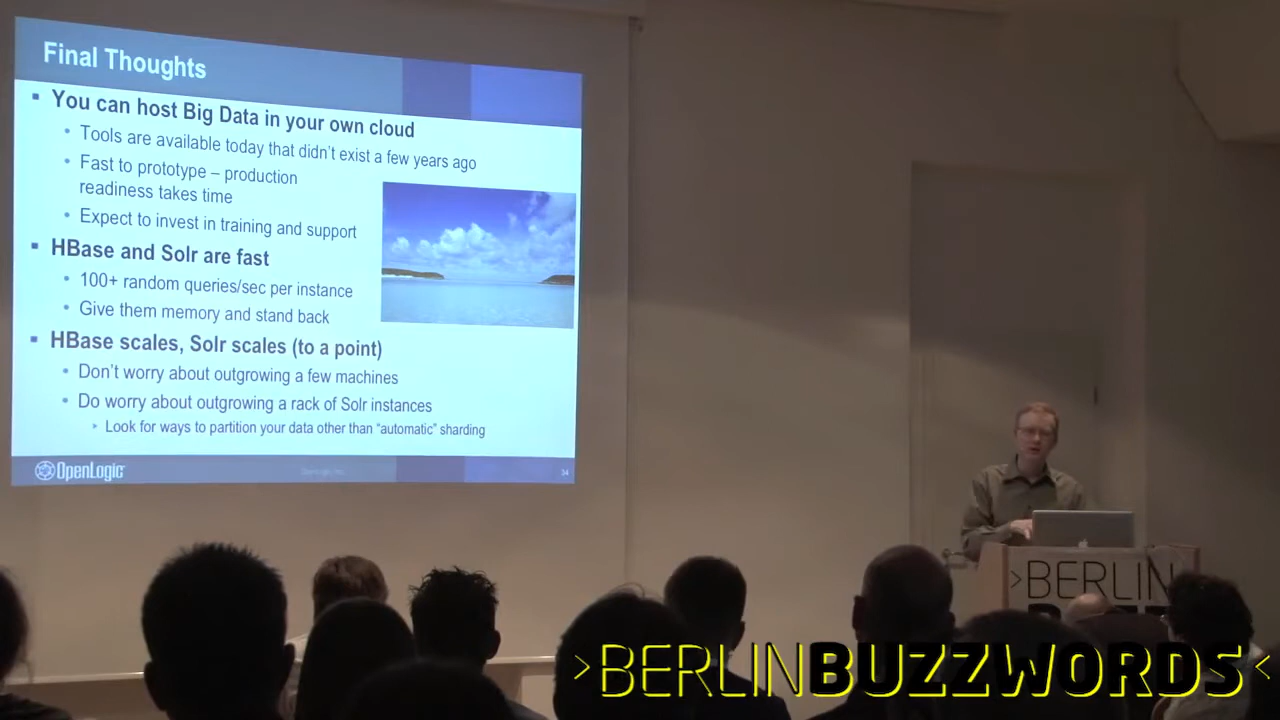 Final Thoughts
You can host Big Data in your own cloud
Tools are available today that didn't exist a few years ago
Fast to prototype – production
readiness takes time
Expect to invest in training and support
HBase and Solr are fast
100+ random queries/sec per instance
Give them memory and stand back
HBase scales, Solr scales (to a point)
Don't worry about outgrowing a few machines
Do worry about outgrowing a rack of Solr instances
Look for ways to partition your data other than "automatic" sharding
OpenLogic
OpenLogic, Inc.
34
>BERLIN
>BERLINBUZZWORDS<